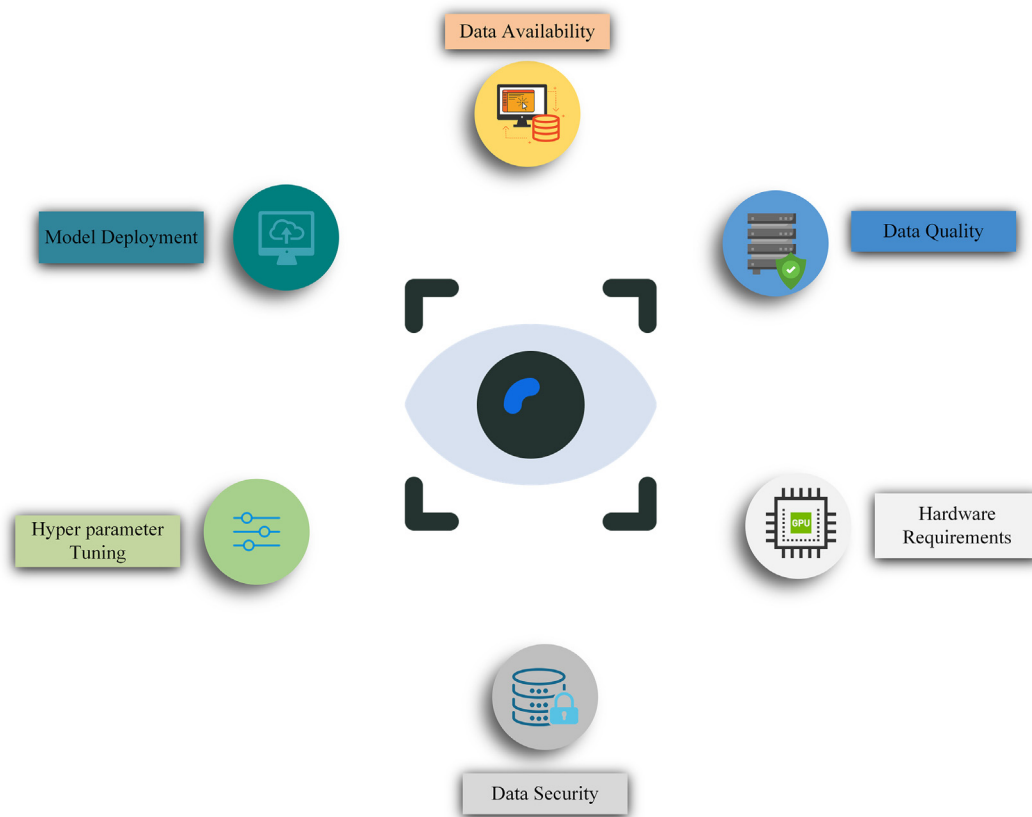 Data Availability
Model Deployment
Data Quality
Hyper parameter
Tuning
GPU
Hardware
Requirements
Data Security